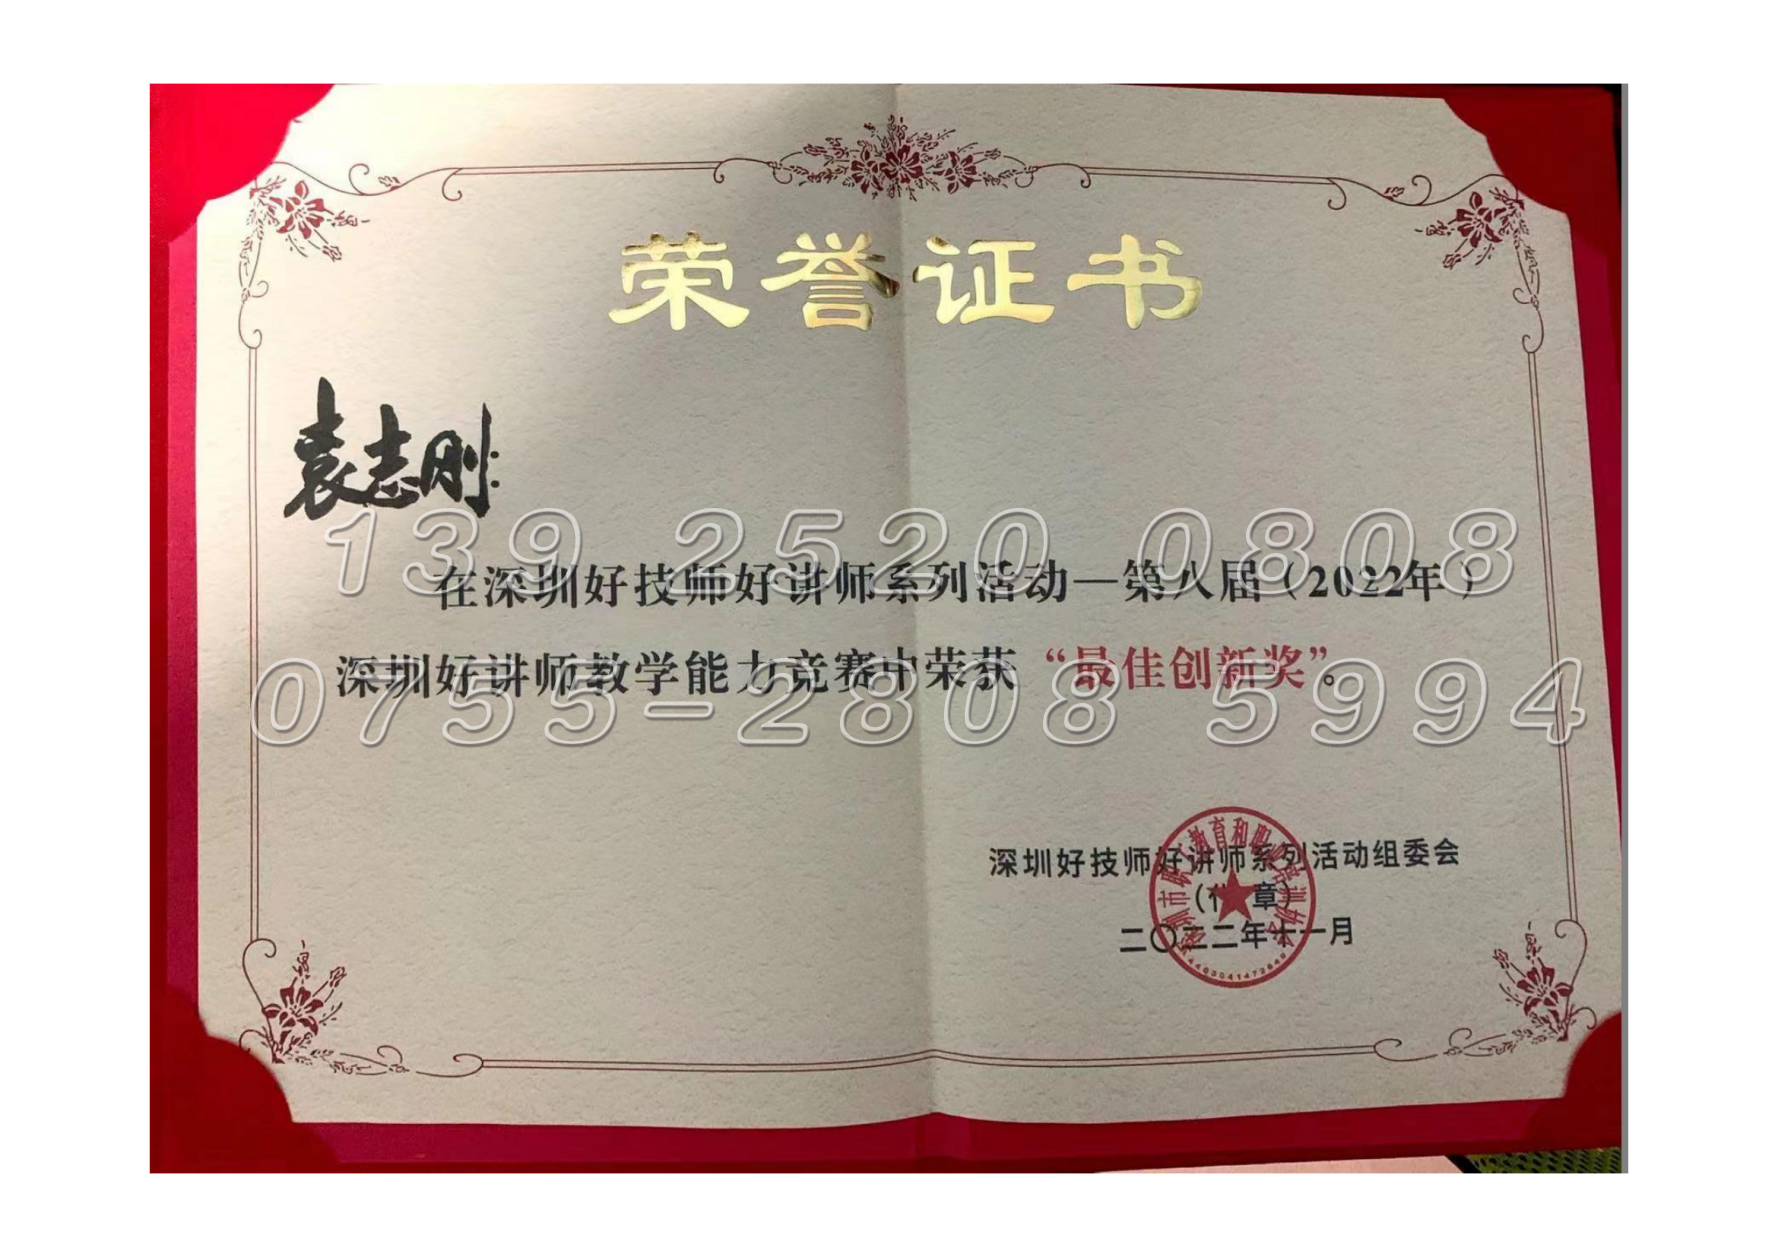 荣誉证书
袁志刚:
139 2520 0808
在深圳好技师好讲师系列活动—第八届（2022年）
深圳好讲师教学能力竞赛中荣获“最佳创新奖”。
0755-2808 5994
深圳好技师好讲师系列活动组委会
（代 章）
二〇二二年十一月